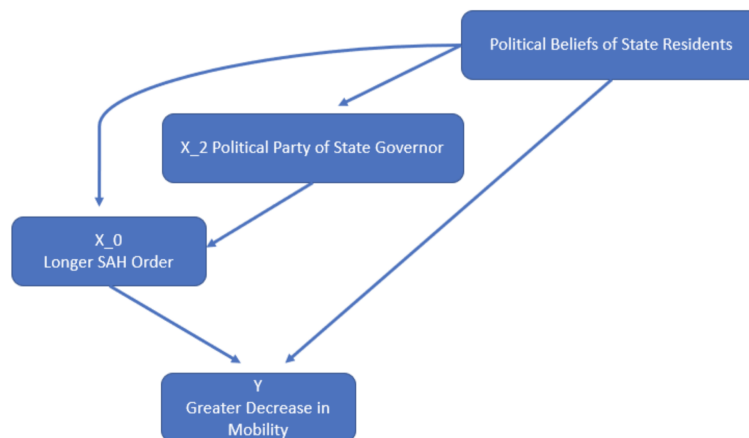 Political Beliefs of State Residents
X_2 Political Party of State Governor
X_0
Longer SAH Order
Y
Greater Decrease in
Mobility